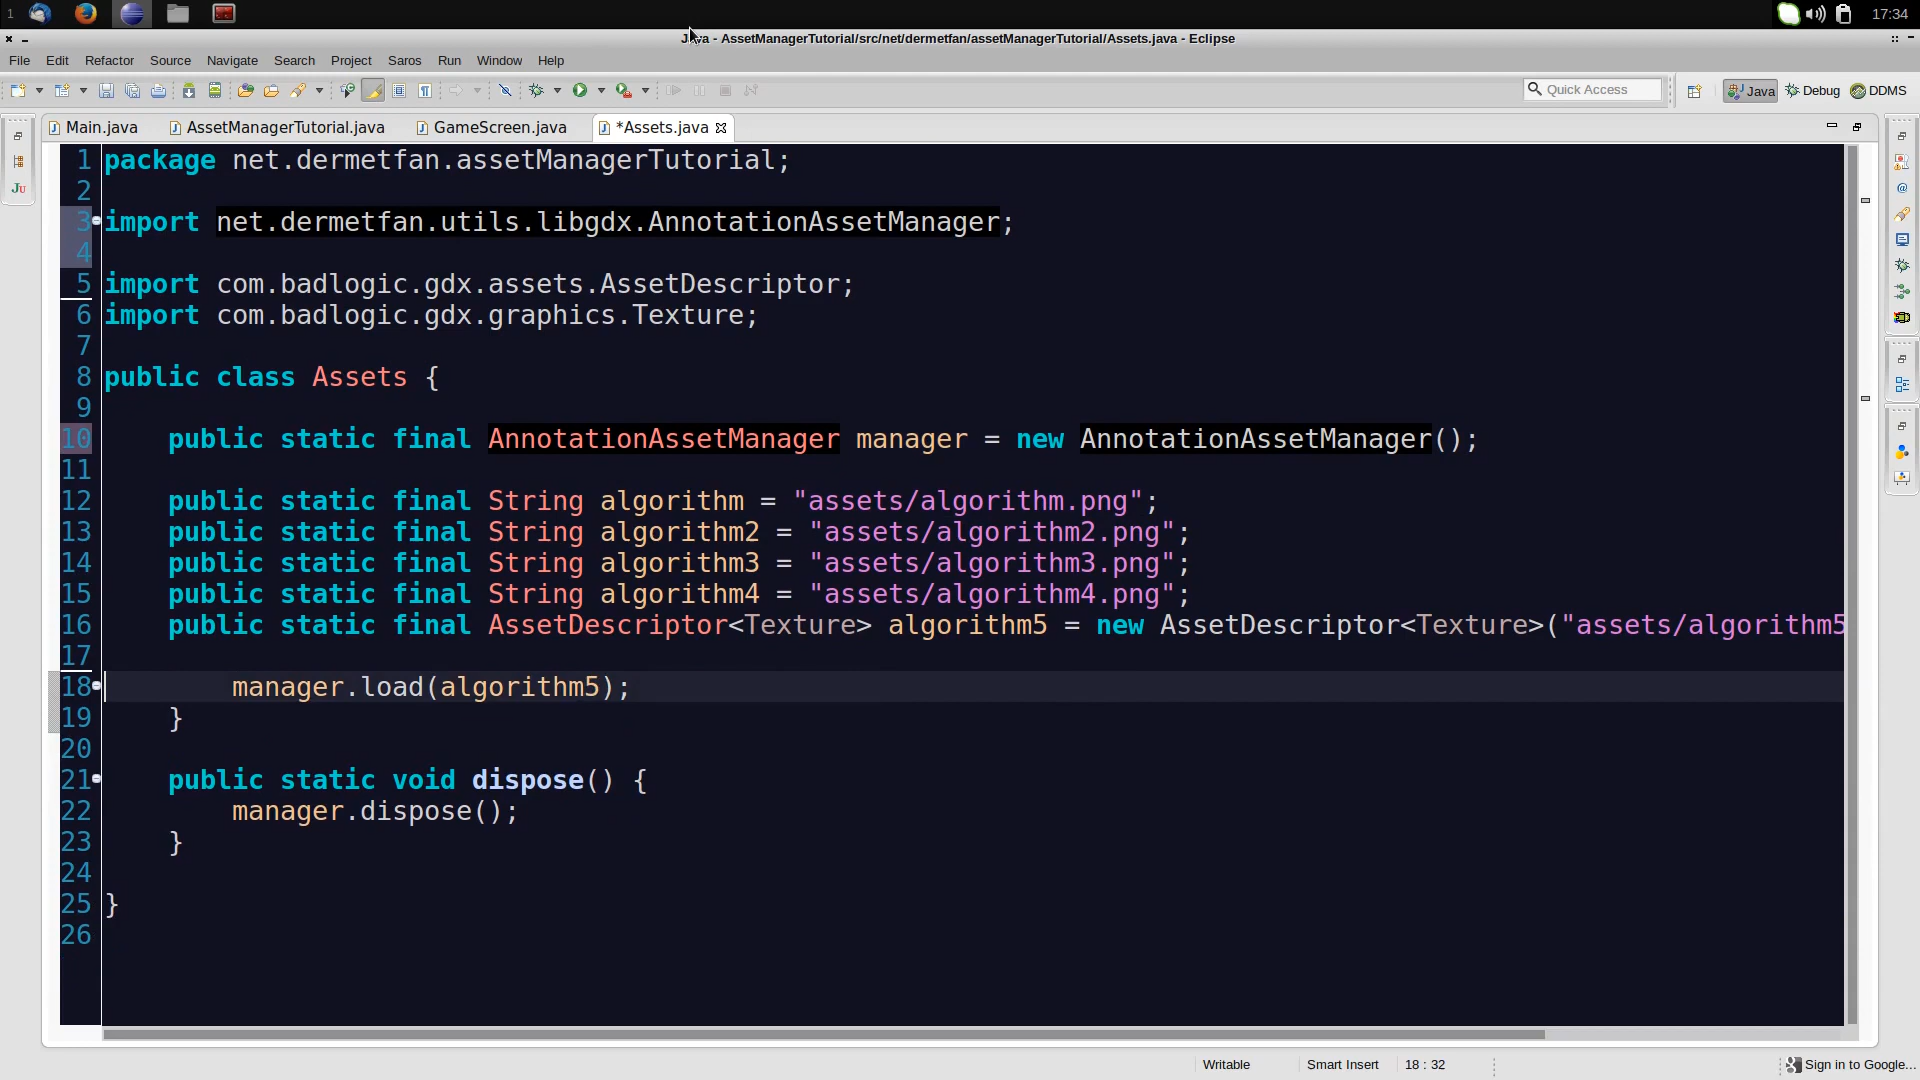 1 17:34
Java - AssetManagerTutorial/src/net/dermetfan/assetManagerTutorial/Assets.java - Eclipse
File Edit Refactor Source Navigate Search Project Saros Run Window Help
Quick Access Java Debug DDMS
Main.java AssetManagerTutorial.java GameScreen.java *Assets.java
1 package net.dermetfan.assetManagerTutorial;
2
3 import net.dermetfan.utils.libgdx.AnnotationAssetManager;
4
5 import com.badlogic.gdx.assets.AssetDescriptor;
6 import com.badlogic.gdx.graphics.Texture;
7
8 public class Assets {
9
10 public static final AnnotationAssetManager manager = new AnnotationAssetManager();
11
12 public static final String algorithm = "assets/algorithm.png";
13 public static final String algorithm2 = "assets/algorithm2.png";
14 public static final String algorithm3 = "assets/algorithm3.png";
15 public static final String algorithm4 = "assets/algorithm4.png";
16 public static final AssetDescriptor<Texture> algorithm5 = new AssetDescriptor<Texture>("assets/algorithm5
17
18 manager.load(algorithm5);
19 }
20
21 public static void dispose() {
22 manager.dispose();
23 }
24
25 }
26
Writable Smart Insert 18 : 32 Sign in to Google...